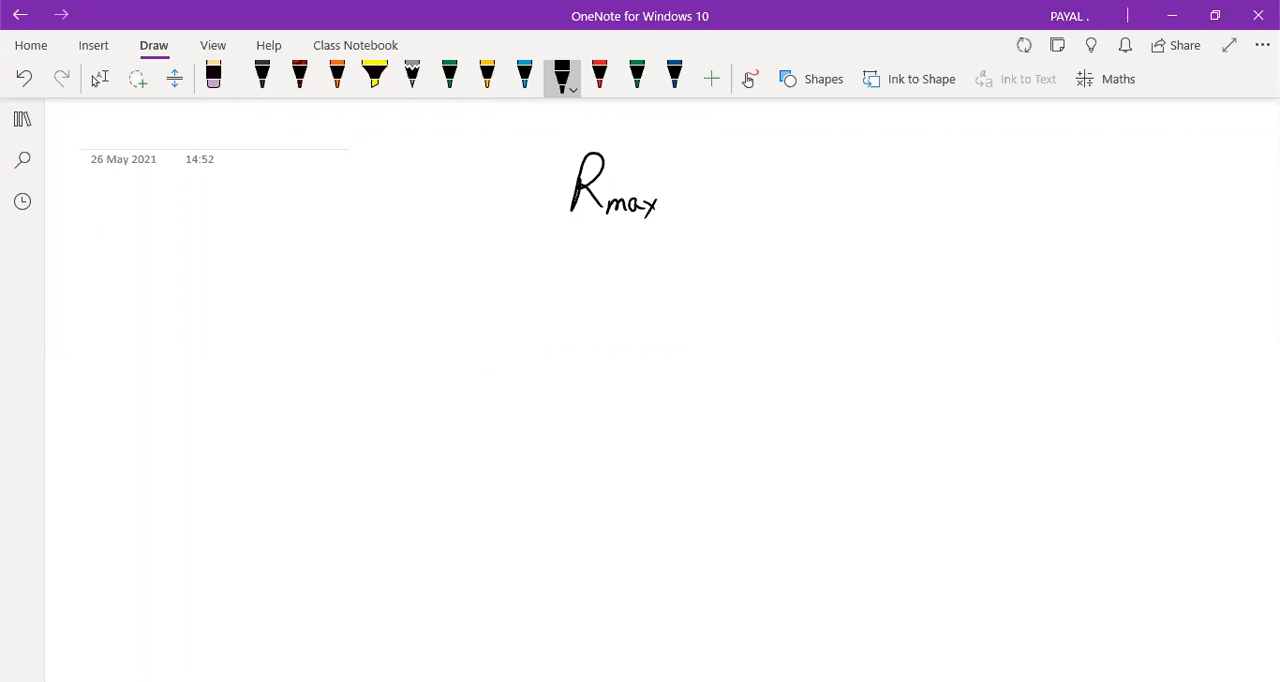 OneNote for Windows 10
PAYAL .
Home Insert Draw View Help Class Notebook
Share
Shapes Ink to Shape Ink to Text Maths
26 May 2021 14:52
Rmax